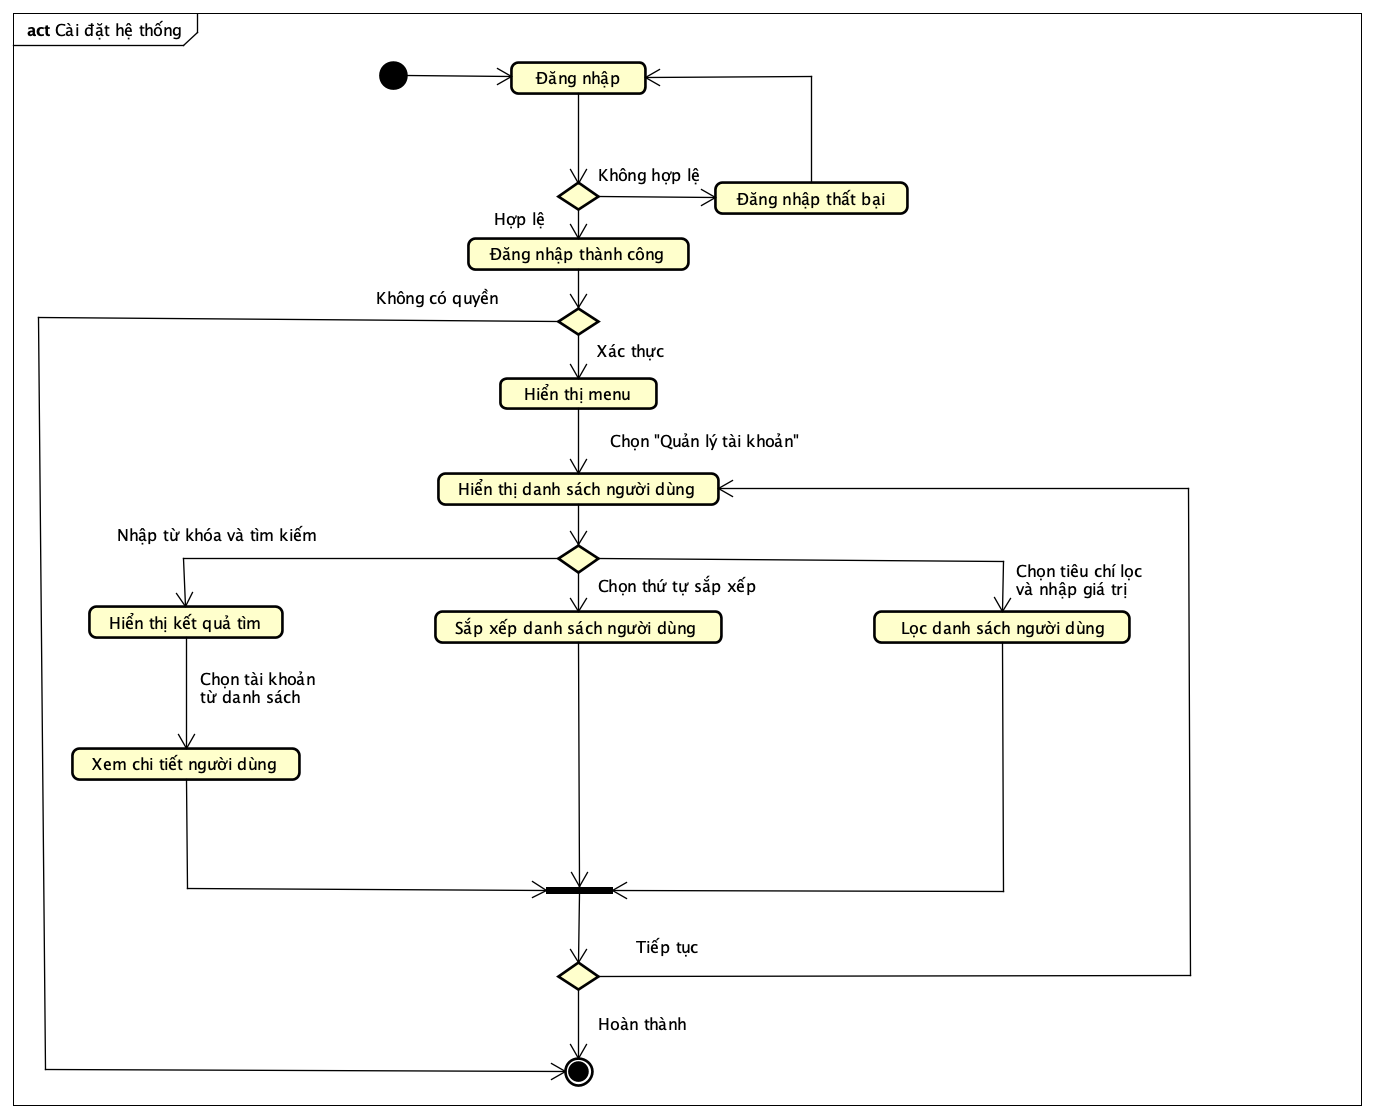 act Cài đặt hệ thống
Đăng nhập
Không hợp lệ
Đăng nhập thất bại
Hợp lệ
Đăng nhập thành công
Không có quyền
Xác thực
Hiển thị menu
Chọn "Quản lý tài khoản"
Hiển thị danh sách người dùng
Nhập từ khóa và tìm kiếm
Chọn thứ tự sắp xếp
Chọn tiêu chí lọc
và nhập giá trị
Hiển thị kết quả tìm
Sắp xếp danh sách người dùng
Lọc danh sách người dùng
Chọn tài khoản
từ danh sách
Xem chi tiết người dùng
Tiếp tục
Hoàn thành